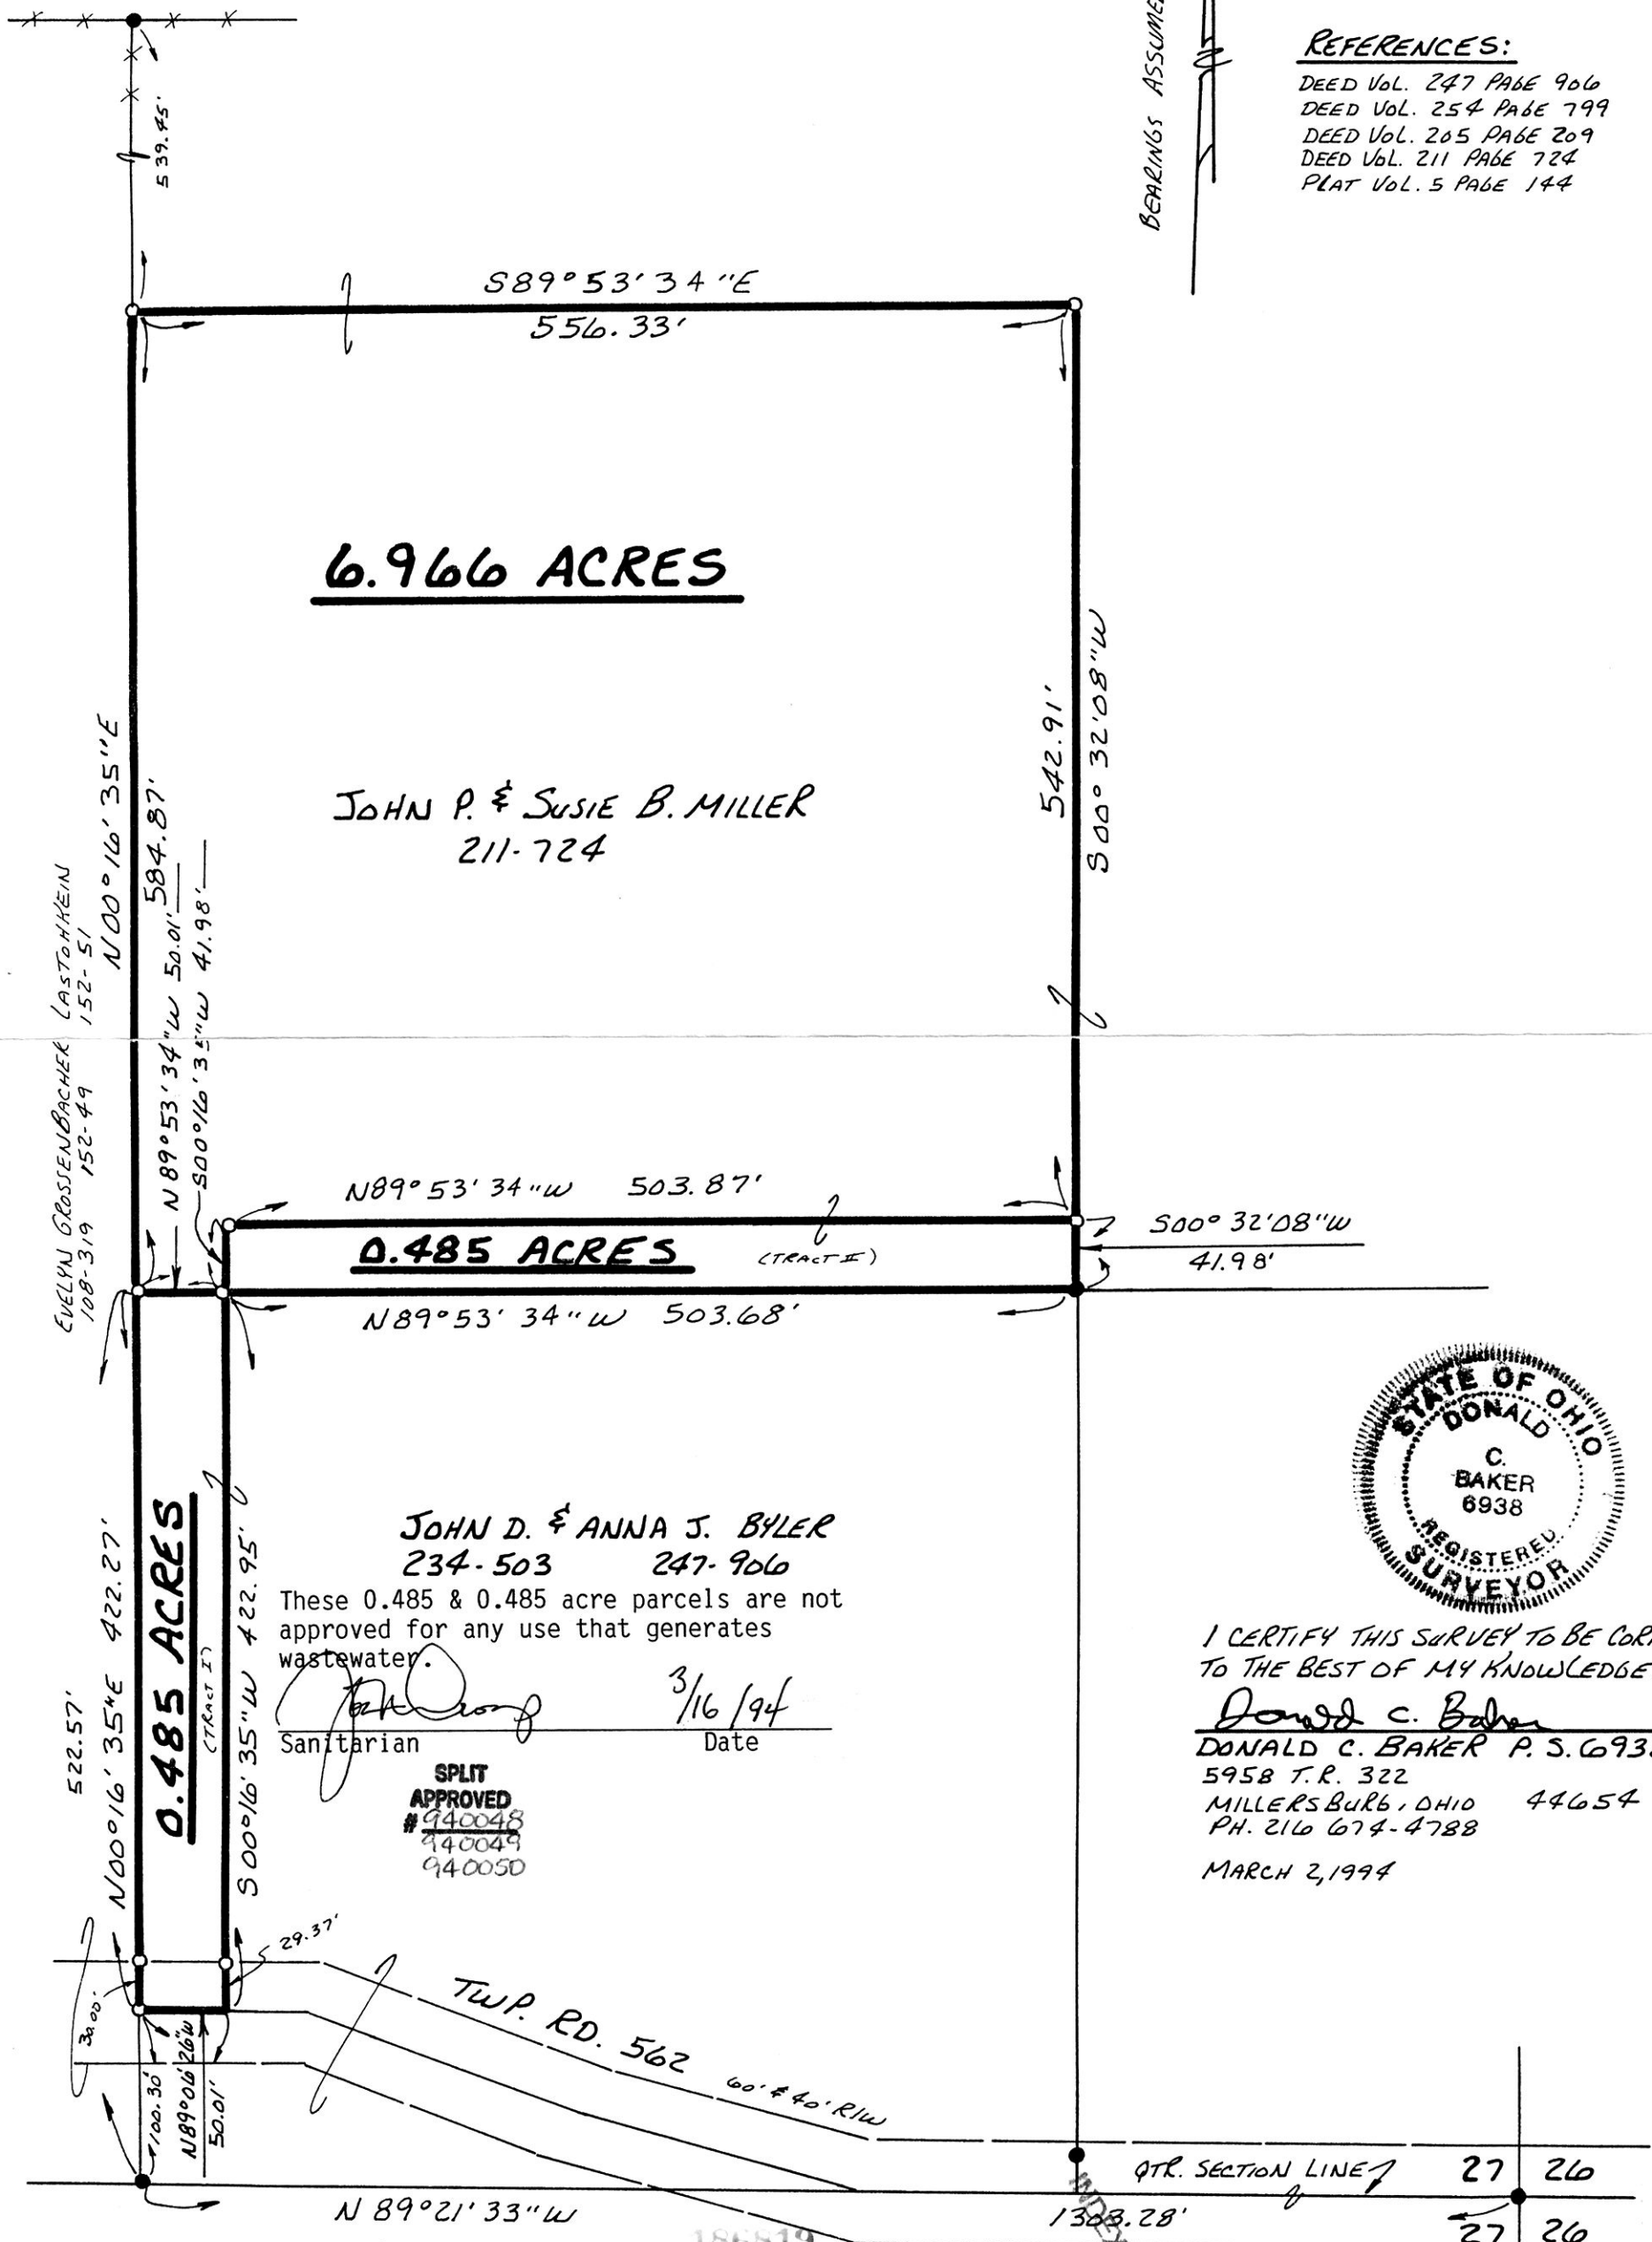 BEARINGS ASSUME
REFERENCES:
DEED VOL. 247 PAGE 906
DEED VOL. 254 PAGE 799
DEED VOL. 205 PAGE 209
DEED VOL. 211 PAGE 724
PLAT VOL. 5 PAGE 144
539.45'
S89°53'34"E
556.33'
6.966 ACRES
JOHN P. & SUSIE B. MILLER
211-724
N00°16'35"E
584.87'
542.91'
S00°32'08"W
EVELYN GROSSENBACHER LASTOHKEIN
108-319 152-49 152-51
N89°53'34"W 50.01'
S00°16'35"W 41.98'
N89°53'34"W 503.87'
0.485 ACRES
(TRACT II)
S00°32'08"W
41.98'
N89°53'34"W 503.68'
STATE OF OHIO
DONALD
C.
BAKER
6938
REGISTERED
SURVEYOR
522.57'
N00°16'35"E 422.27'
0.485 ACRES
(TRACT I)
S00°16'35"W 422.95'
JOHN D. & ANNA J. BYLER
234-503 247-906
These 0.485 & 0.485 acre parcels are not
approved for any use that generates
wastewater.
3/16/94
Sanitarian Date
SPLIT
APPROVED
# 940048
940049
940050
I CERTIFY THIS SURVEY TO BE COR
TO THE BEST OF MY KNOWLEDGE
Donald C. Baker
DONALD C. BAKER P.S. 693
5958 T.R. 322
MILLERSBURG, OHIO 44654
PH. 216 674-4788
MARCH 2, 1994
29.37'
30.00'
TWP. RD. 562 60' & 40' R/W
100.30'
N89°06'26"W
50.01'
QTR. SECTION LINE
27 26
N 89°21'33"W
1303.28'
INDEX
186819
27 26